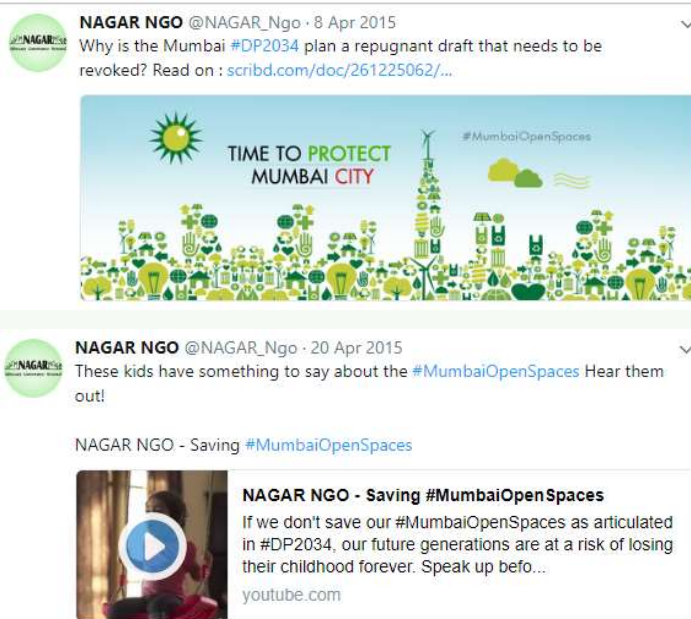 NAGAR NGO @NAGAR_Ngo · 8 Apr 2015
Why is the Mumbai #DP2034 plan a repugnant draft that needs to be
revoked? Read on : scribd.com/doc/261225062/...
NAGAR
TIME TO PROTECT
MUMBAI CITY
#MumbaiOpenSpaces
NAGAR NGO @NAGAR_Ngo · 20 Apr 2015
These kids have something to say about the #MumbaiOpenSpaces Hear them
out!
NAGAR
NAGAR NGO - Saving #MumbaiOpenSpaces
NAGAR NGO - Saving #MumbaiOpenSpaces
If we don't save our #MumbaiOpenSpaces as articulated
in #DP2034, our future generations are at a risk of losing
their childhood forever. Speak up befo...
youtube.com